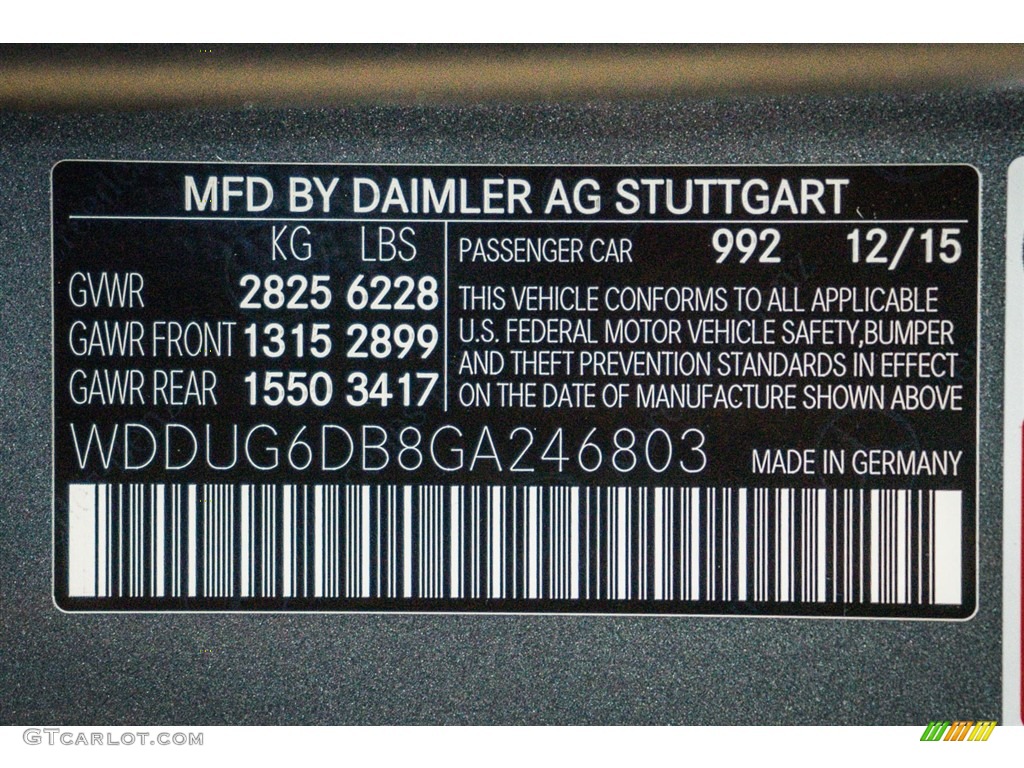 MFD BY DAIMLER AG STUTTGART
KG LBS
GVWR 2825 6228
GAWR FRONT 1315 2899
GAWR REAR 1550 3417
PASSENGER CAR 992 12/15
THIS VEHICLE CONFORMS TO ALL APPLICABLE
U.S. FEDERAL MOTOR VEHICLE SAFETY,BUMPER
AND THEFT PREVENTION STANDARDS IN EFFECT
ON THE DATE OF MANUFACTURE SHOWN ABOVE
WDDUG6DB8GA246803 MADE IN GERMANY
GTcarlot.com